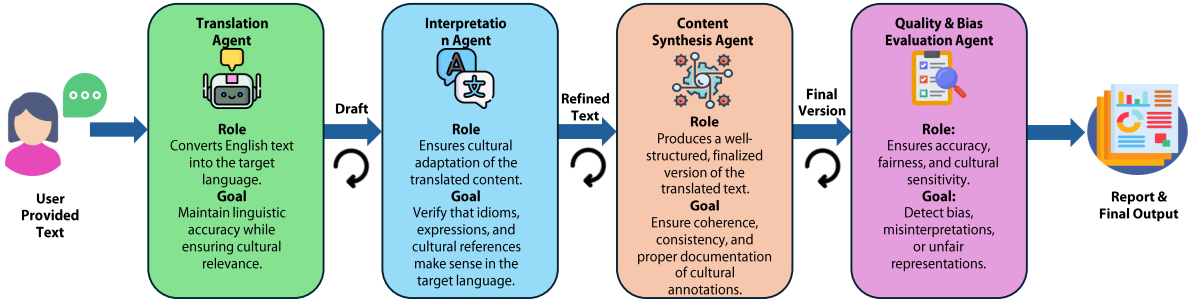 User
Provided
Text
Translation
Agent
Role
Converts English text
into the target
language.
Goal
Maintain linguistic
accuracy while
ensuring cultural
relevance.
Draft
Interpretatio
n Agent
A
文
Role
Ensures cultural
adaptation of the
translated content.
Goal
Verify that idioms,
expressions, and
cultural references
make sense in the
target language.
Refined
Text
Content
Synthesis Agent
Role
Produces a well-
structured, finalized
version of the
translated text.
Goal
Ensure coherence,
consistency, and
proper documentation
of cultural
annotations.
Final
Version
Quality & Bias
Evaluation Agent
Role:
Ensures accuracy,
fairness, and cultural
sensitivity.
Goal:
Detect bias,
misinterpretations,
or unfair
representations.
Report &
Final Output